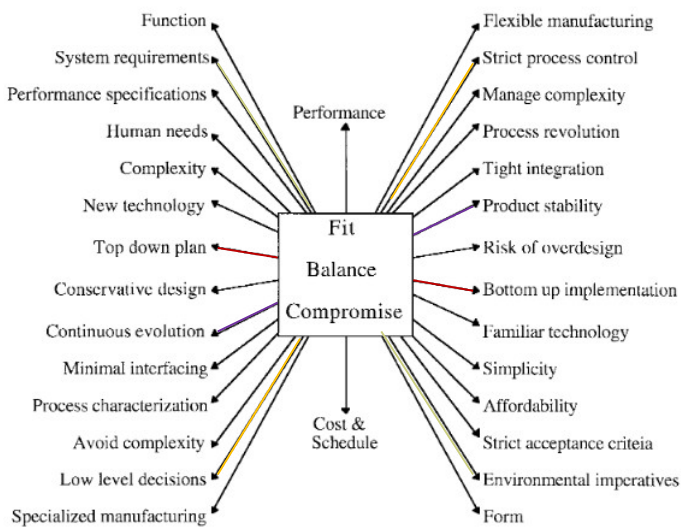 Function
Flexible manufacturing
System requirements
Strict process control
Performance specifications
Manage complexity
Performance
Human needs
Process revolution
Complexity
Tight integration
New technology
Product stability
Fit
Top down plan
Risk of overdesign
Balance
Conservative design
Bottom up implementation
Compromise
Continuous evolution
Familiar technology
Minimal interfacing
Simplicity
Process characterization
Affordability
Cost &
Schedule
Avoid complexity
Strict acceptance criteia
Low level decisions
Environmental imperatives
Specialized manufacturing
Form